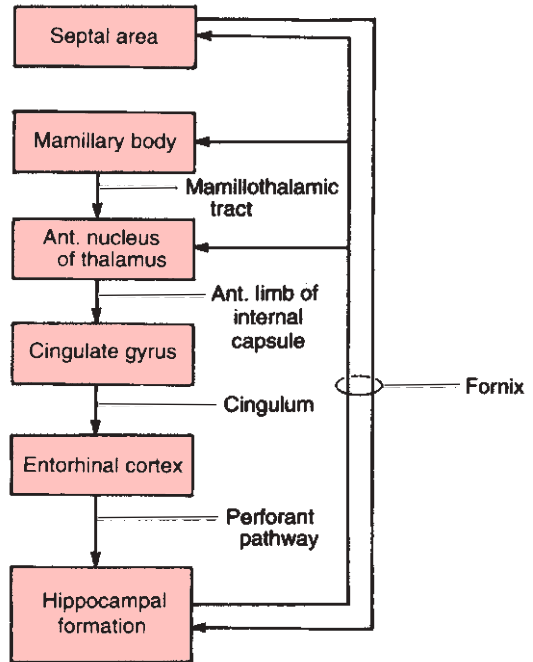 Septal area
Mamillary body
Mamillothalamic
tract
Ant. nucleus
of thalamus
Ant. limb of
internal
capsule
Cingulate gyrus
Fornix
Cingulum
Entorhinal cortex
Perforant
pathway
Hippocampal
formation